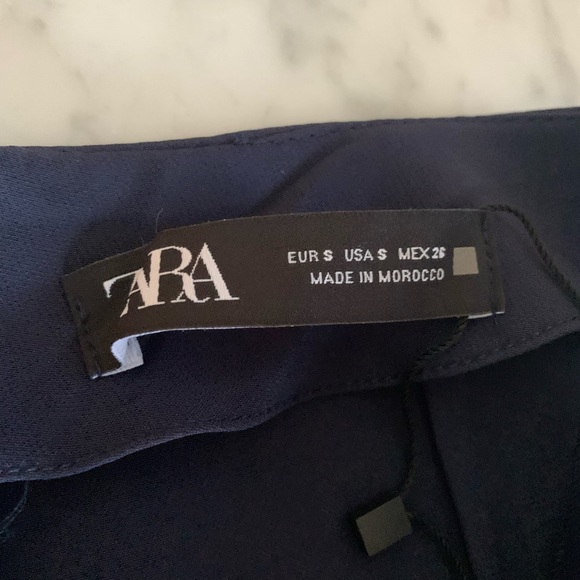 ZARA
EUR S USA S MEX 26
MADE IN MOROCCO